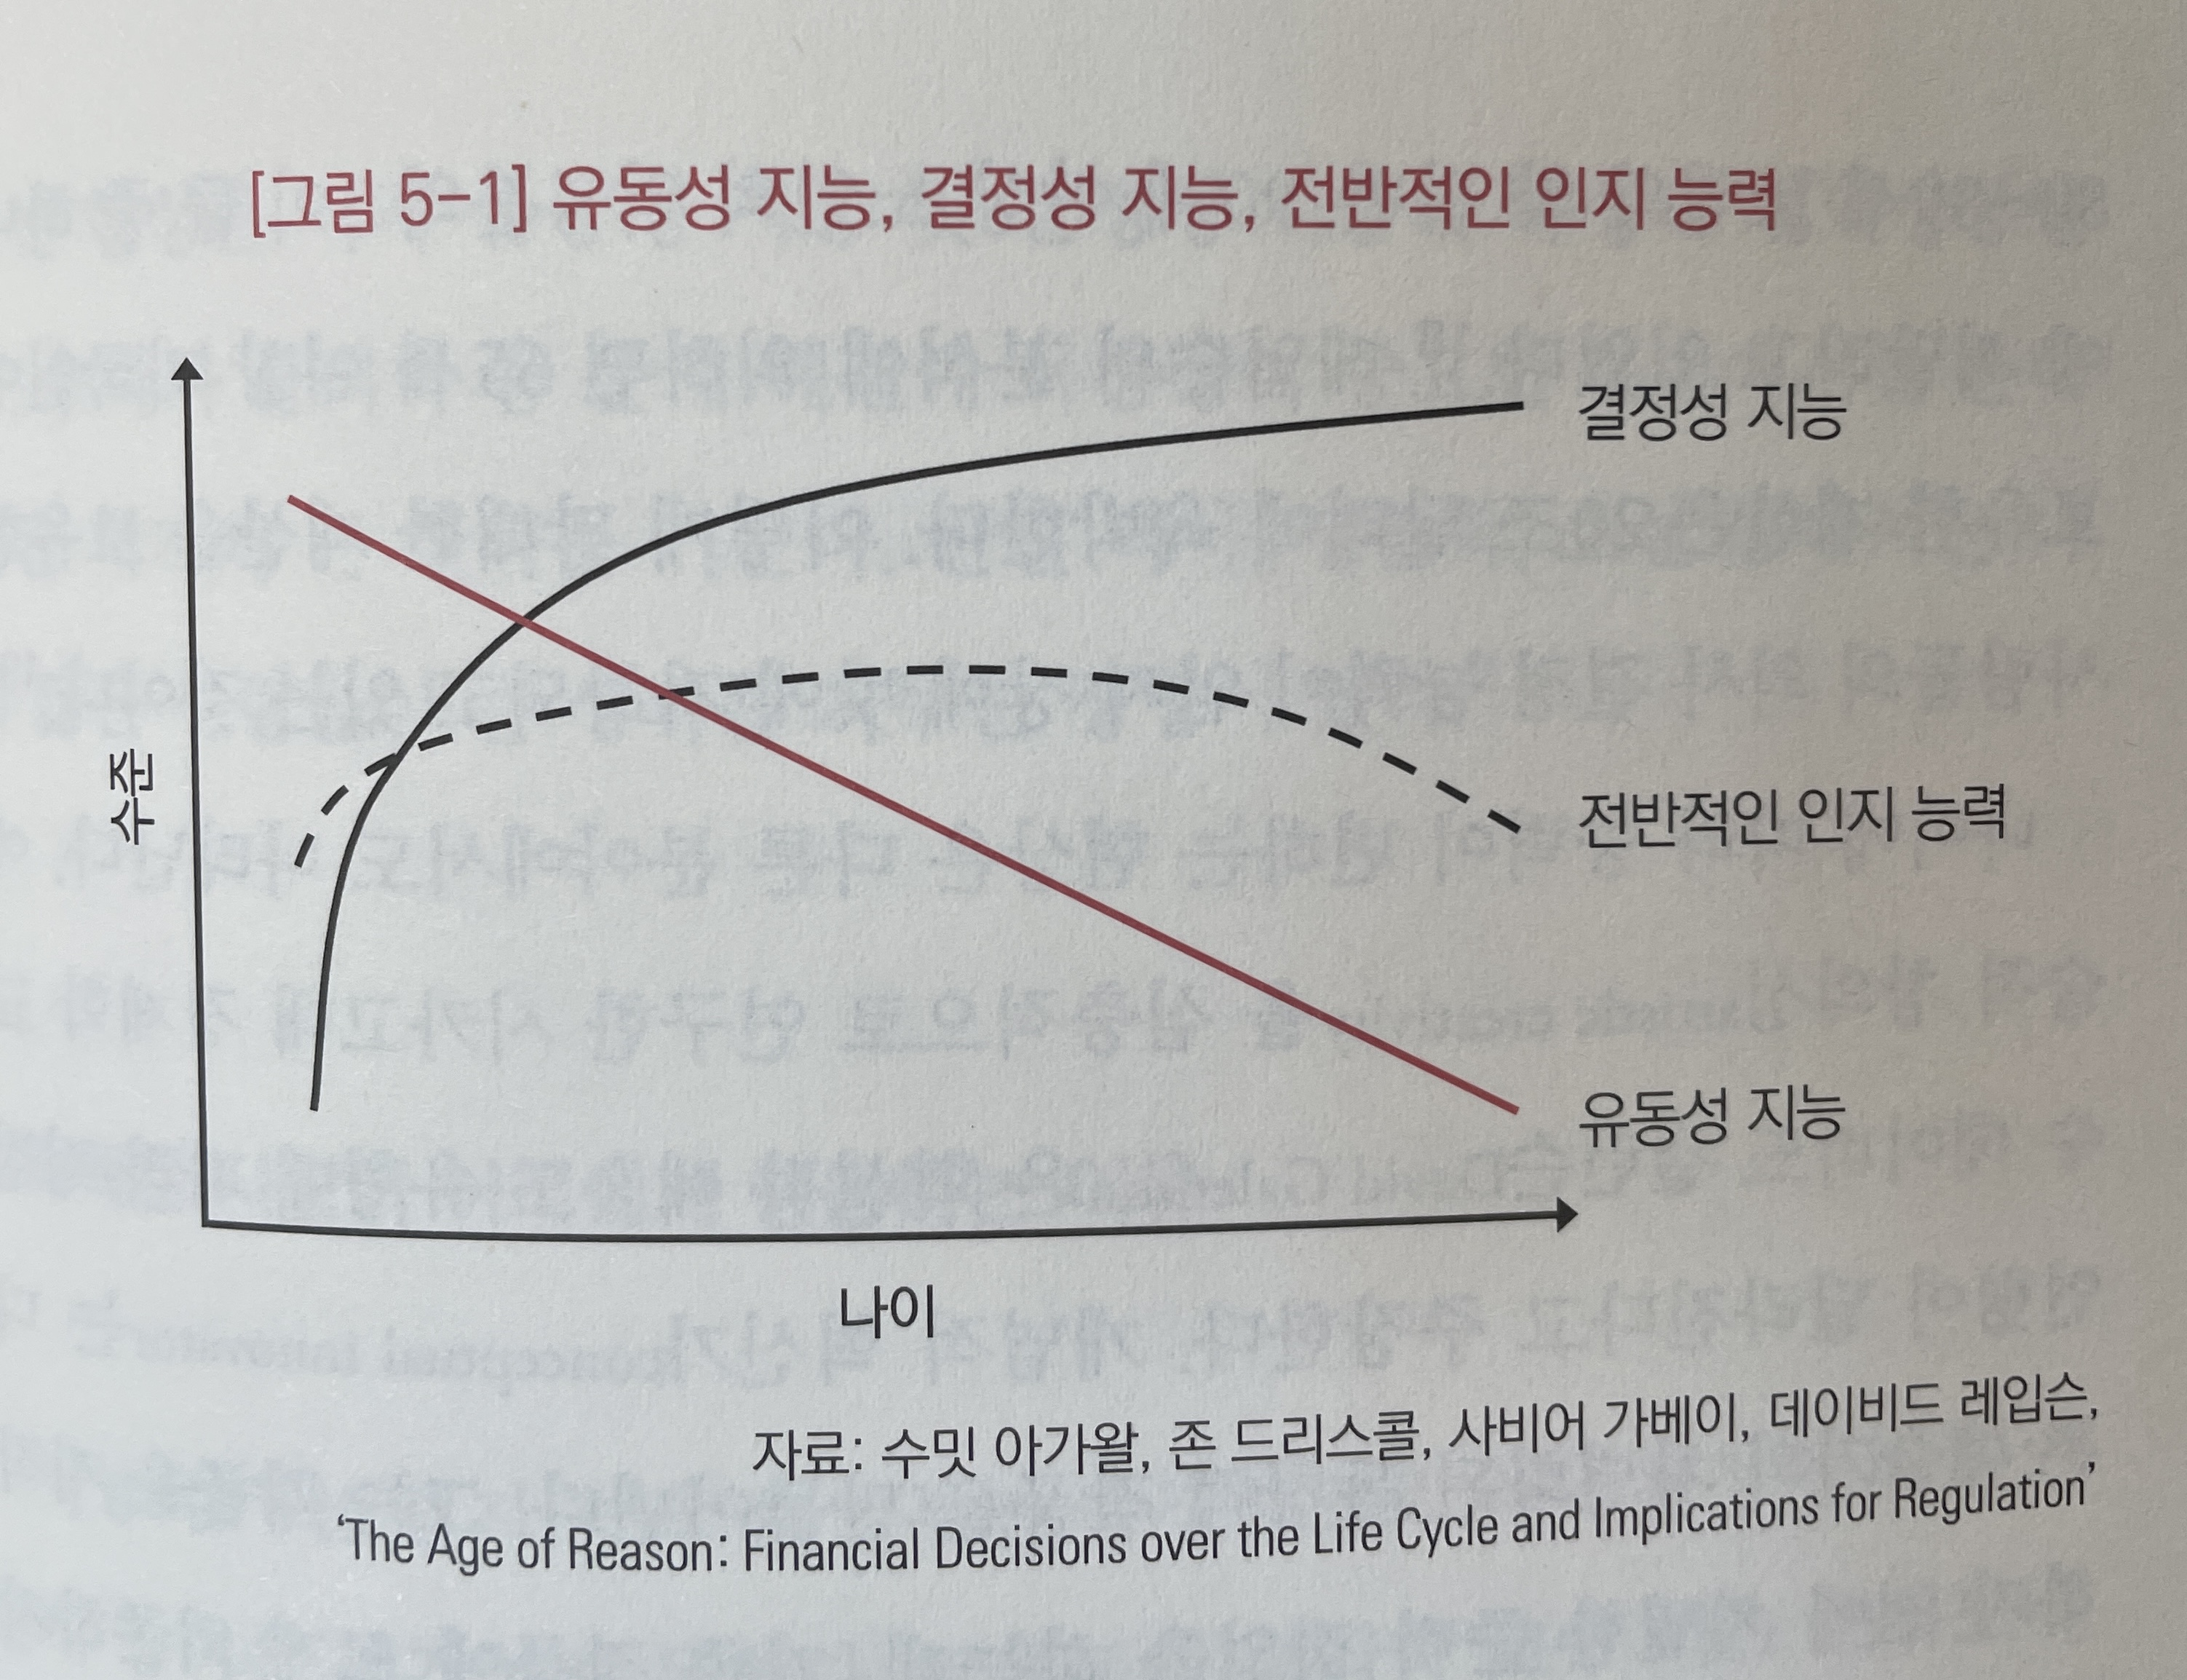 [그림 5-1] 유동성 지능, 결정성 지능, 전반적인 인지 능력
결정성 지능
수준
전반적인 인지 능력
유동성 지능
나이
자료: 수밋 아가왈, 존 드리스콜, 사비어 가베이, 데이비드 레입슨,
‘The Age of Reason: Financial Decisions over the Life Cycle and Implications for Regulation’